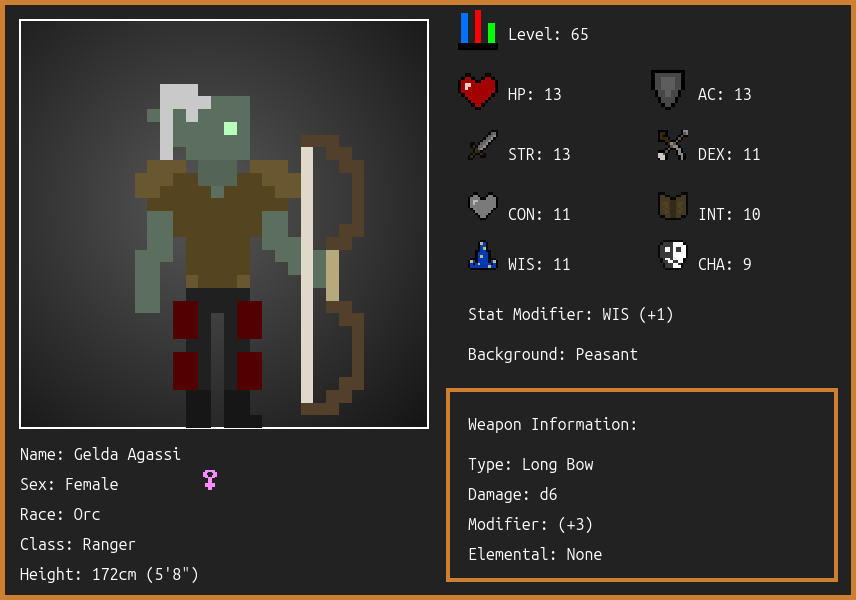 Level: 65
HP: 13
AC: 13
STR: 13
DEX: 11
CON: 11
INT: 10
WIS: 11
CHA: 9
Stat Modifier: WIS (+1)
Background: Peasant
Weapon Information:
Type: Long Bow
Damage: d6
Modifier: (+3)
Elemental: None
Name: Gelda Agassi
Sex: Female
Race: Orc
Class: Ranger
Height: 172cm (5'8")